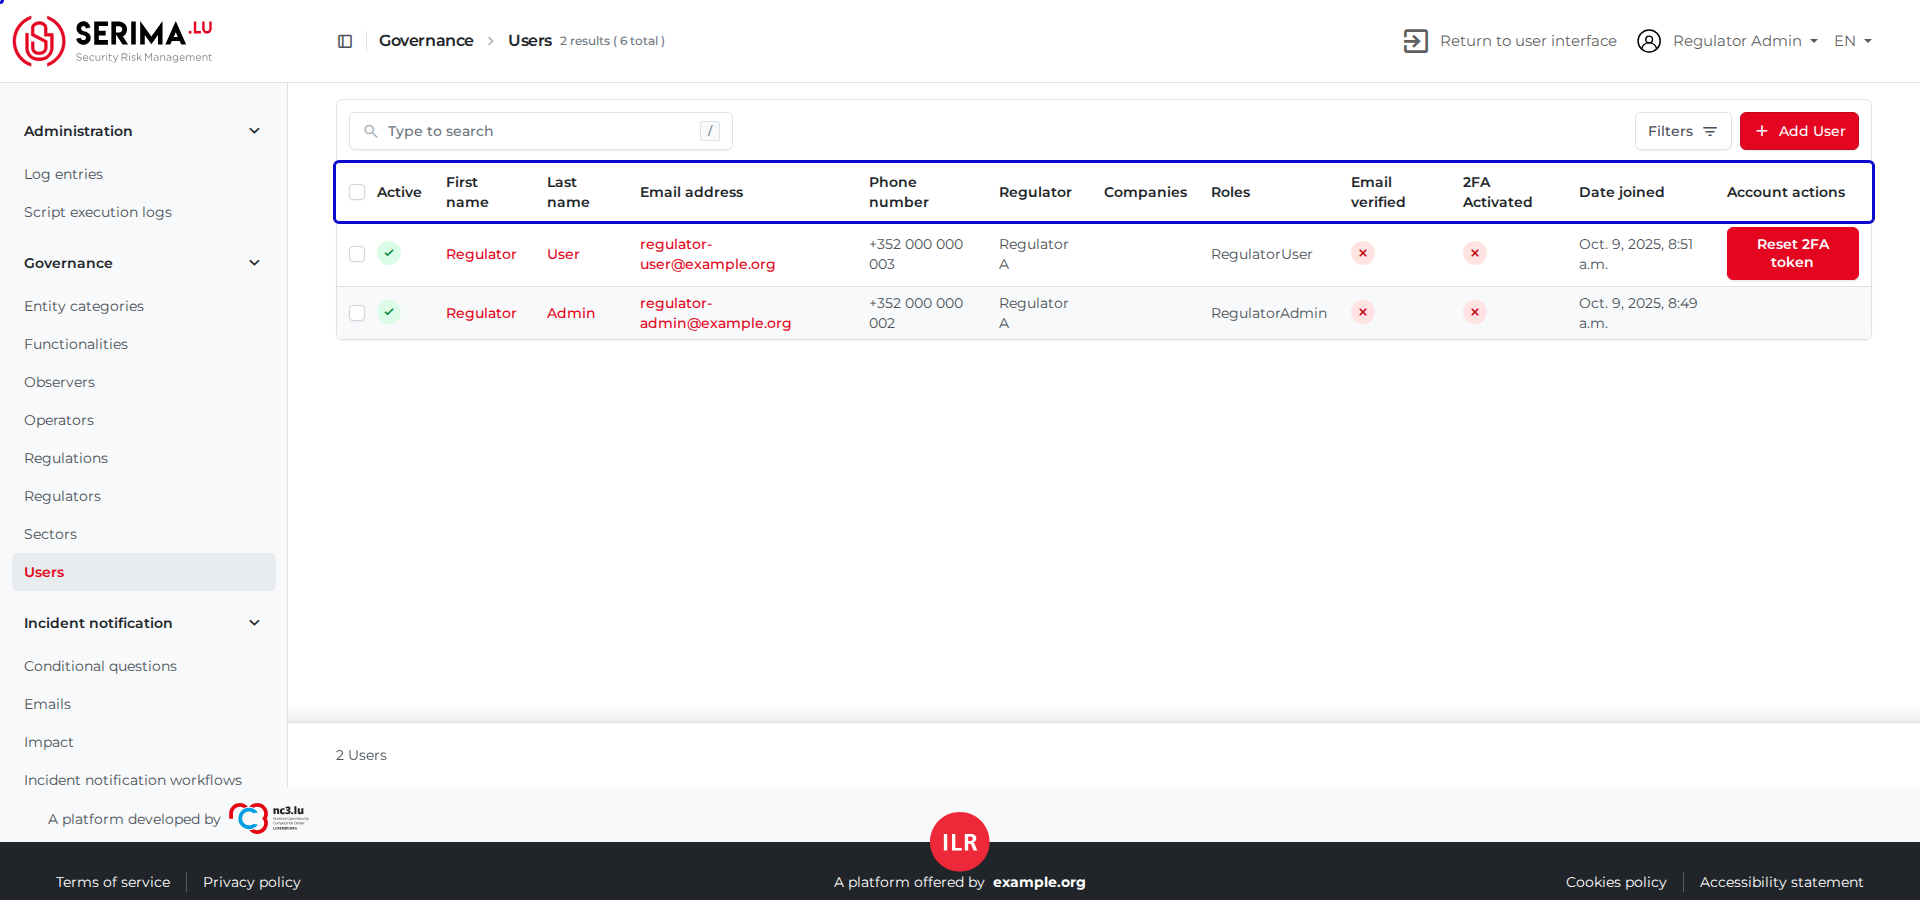 SERIMA.LU
Security Risk Management
Governance > Users 2 results ( 6 total )
Return to user interface
Regulator Admin
EN
Administration
Log entries
Script execution logs
Governance
Entity categories
Functionalities
Observers
Operators
Regulations
Regulators
Sectors
Users
Incident notification
Conditional questions
Emails
Impact
Incident notification workflows
Type to search /
Filters
+ Add User
Active
First
name
Last
name
Email address
Phone
number
Regulator
Companies
Roles
Email
verified
2FA
Activated
Date joined
Account actions
Regulator
User
regulator-
user@example.org
+352 000 000
003
Regulator
A
RegulatorUser
Oct. 9, 2025, 8:51
a.m.
Reset 2FA
token
Regulator
Admin
regulator-
admin@example.org
+352 000 000
002
Regulator
A
RegulatorAdmin
Oct. 9, 2025, 8:49
a.m.
2 Users
A platform developed by
nc3.lu
ILR
Terms of service
Privacy policy
A platform offered by example.org
Cookies policy
Accessibility statement